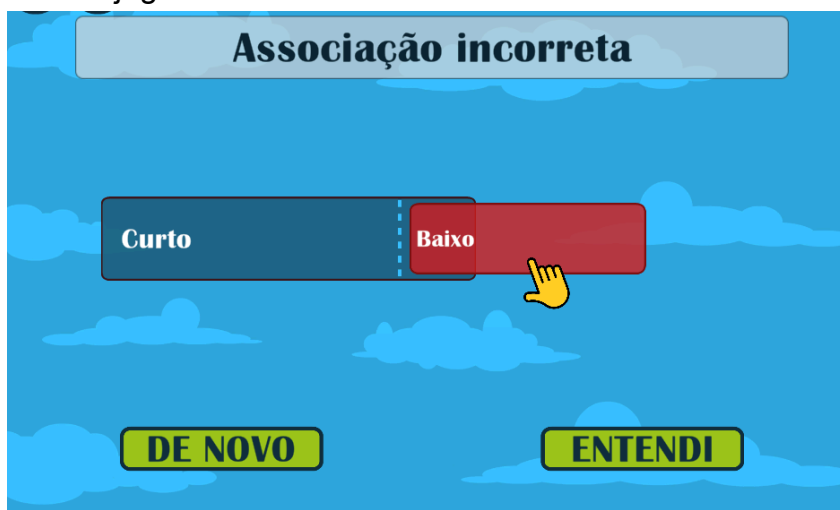 Associação incorreta
Curto
Baixo
DE NOVO
ENTENDI